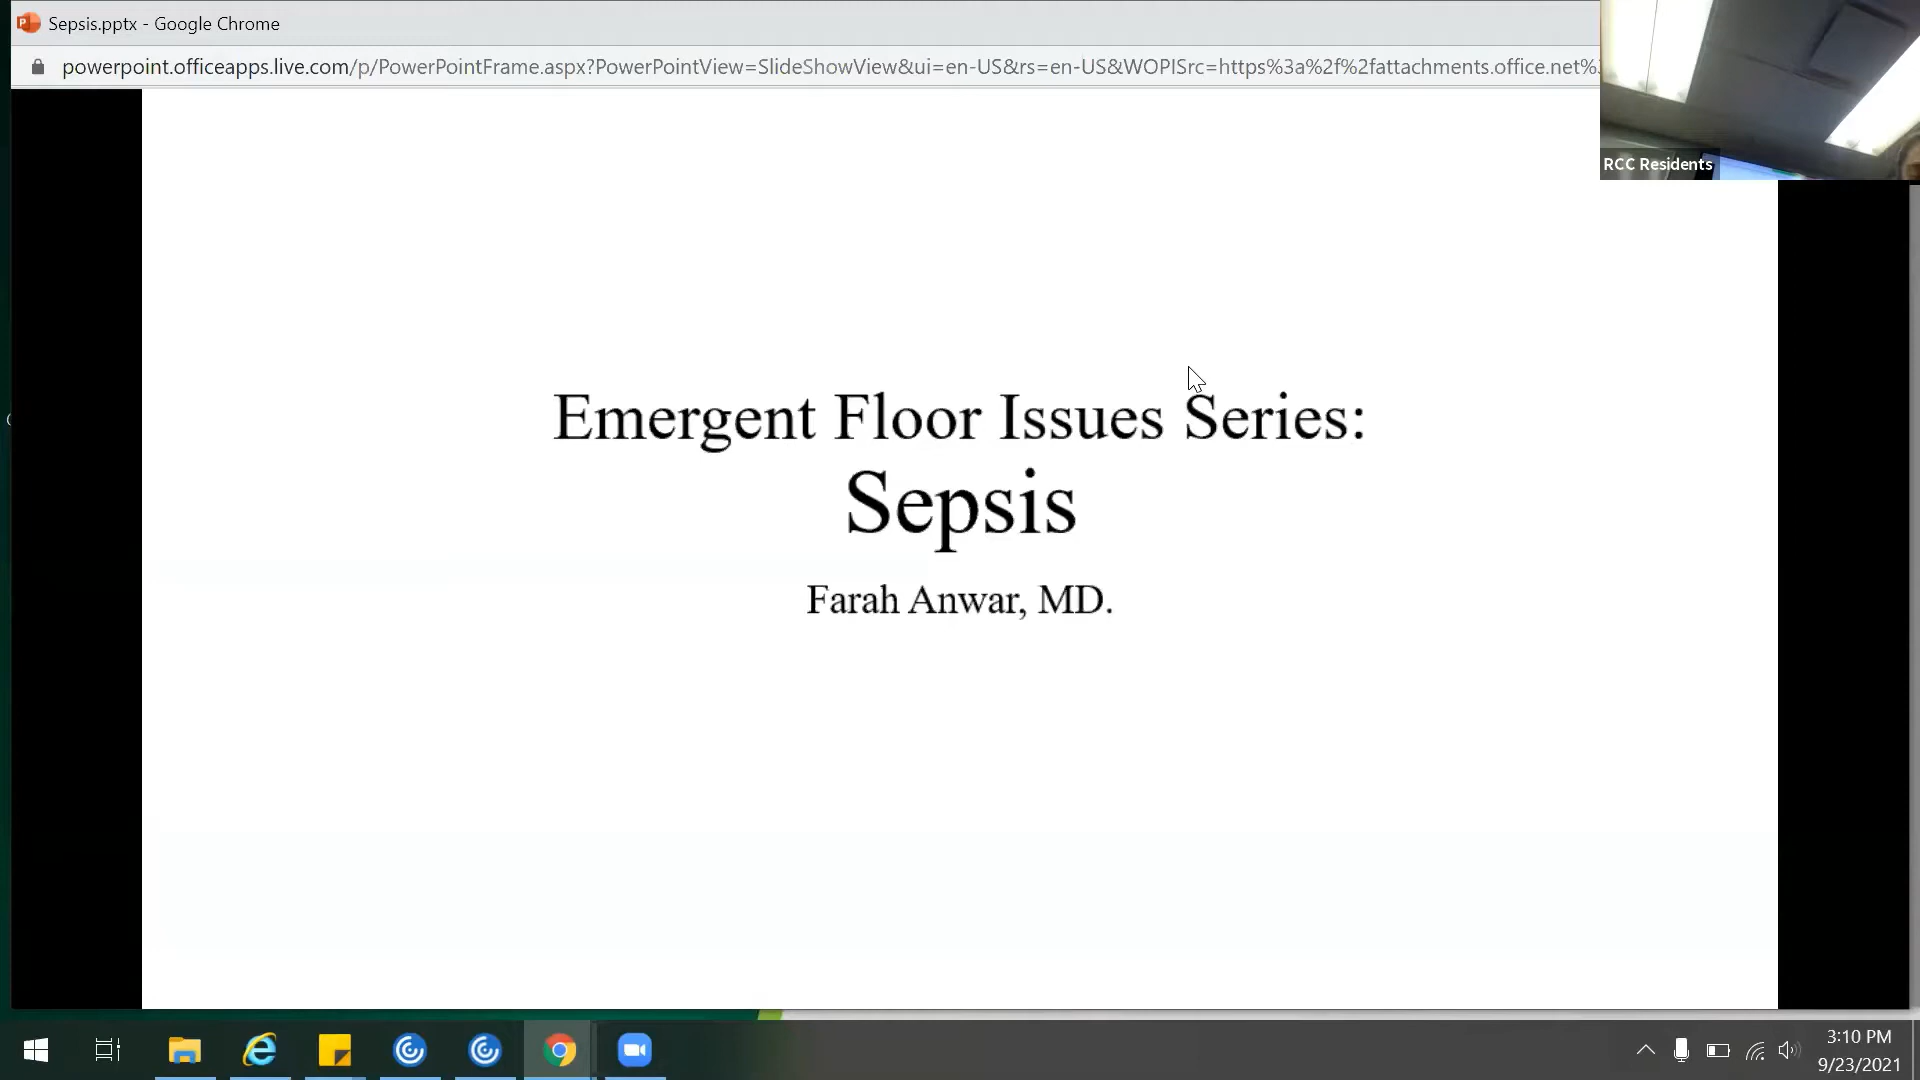 Sepsis.pptx - Google Chrome
powerpoint.officeapps.live.com/p/PowerPointFrame.aspx?PowerPointView=SlideShowView&ui=en-US&rs=en-US&WOPISrc=https%3a%2f%2fattachments.office.net%
RCC Residents
Emergent Floor Issues Series:
Sepsis
Farah Anwar, MD.
3:10 PM
9/23/2021